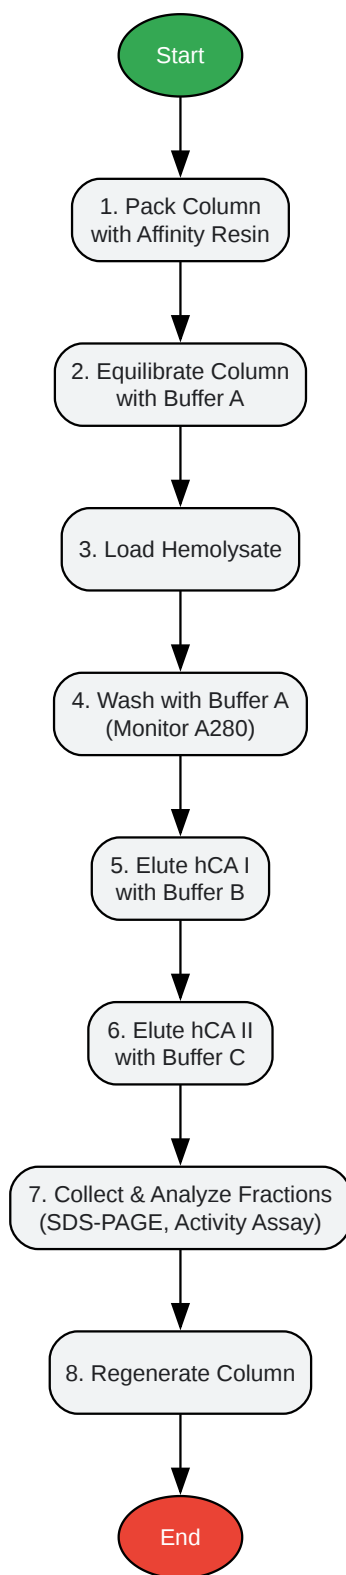 Start
1. Pack Column
with Affinity Resin
2. Equilibrate Column
with Buffer A
3. Load Hemolysate
4. Wash with Buffer A
(Monitor A280)
5. Elute hCA I
with Buffer B
6. Elute hCA II
with Buffer C
7. Collect & Analyze Fractions
(SDS-PAGE, Activity Assay)
8. Regenerate Column
End